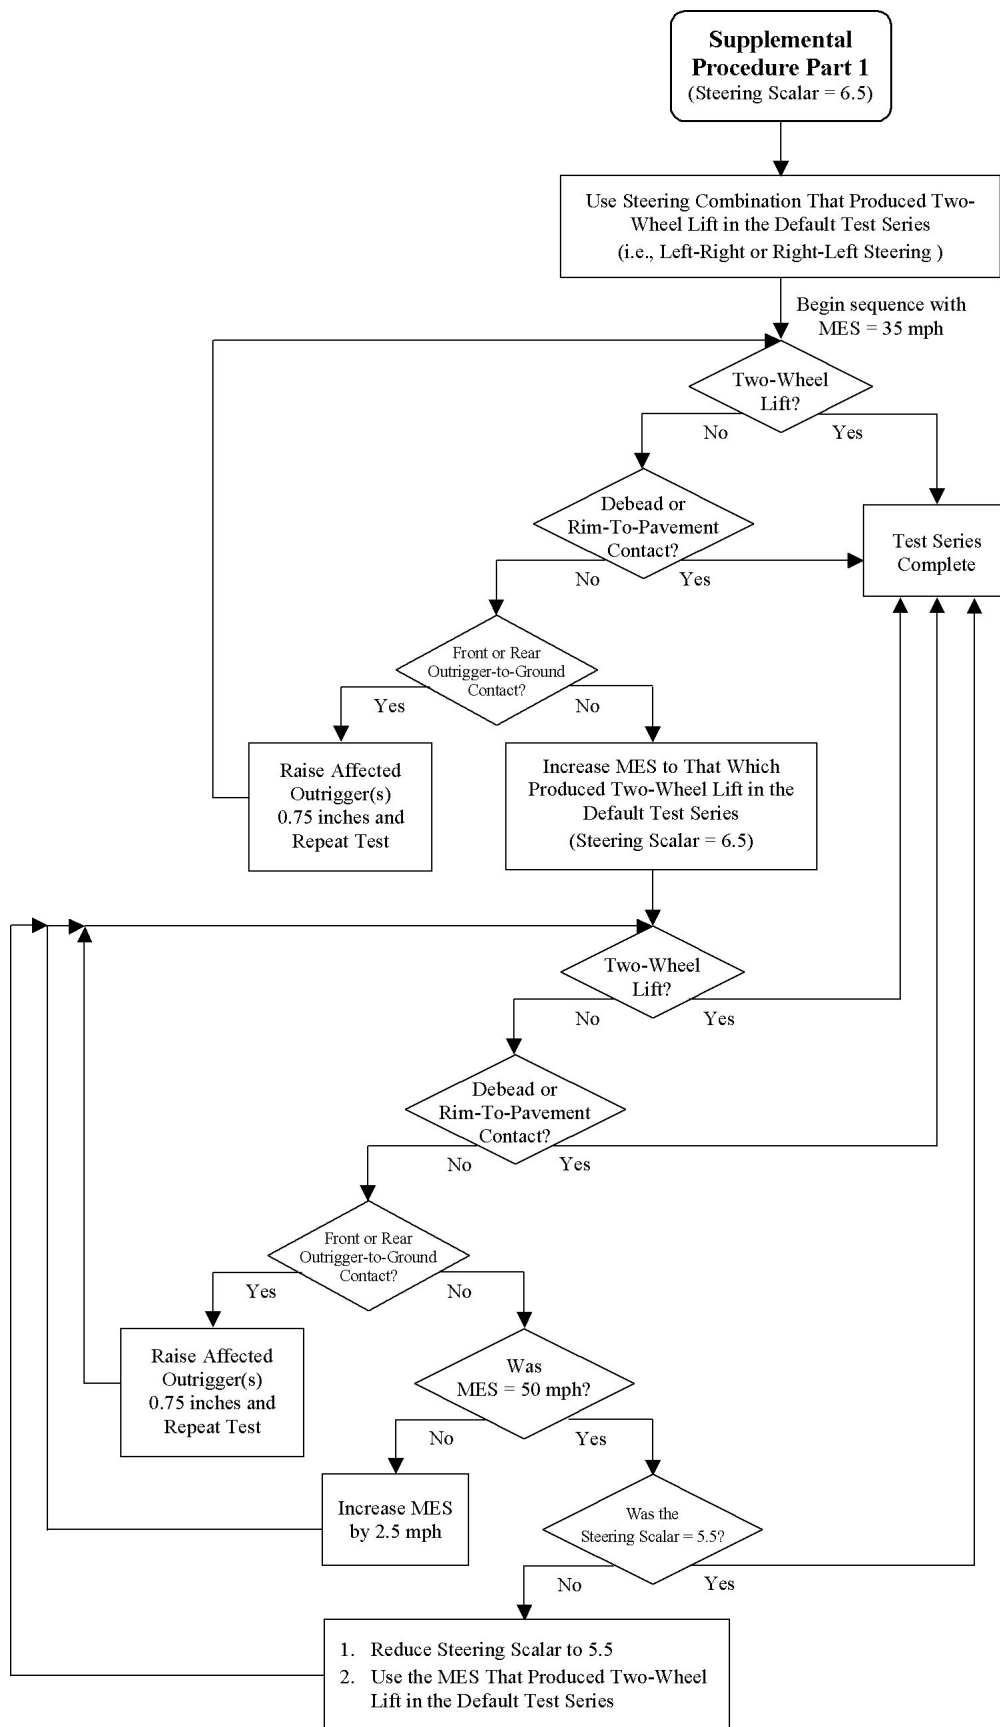 Supplemental
Procedure Part 1
(Steering Scalar = 6.5)
Use Steering Combination That Produced Two-
Wheel Lift in the Default Test Series
(i.e., Left-Right or Right-Left Steering )
Begin sequence with
MES = 35 mph
Two-Wheel
Lift?
No
Yes
Debead or
Rim-To-Pavement
Contact?
No
Yes
Test Series
Complete
Front or Rear
Outrigger-to-Ground
Contact?
Yes
No
Raise Affected
Outrigger(s)
0.75 inches and
Repeat Test
Increase MES to That Which
Produced Two-Wheel Lift in the
Default Test Series
(Steering Scalar = 6.5)
Two-Wheel
Lift?
No
Yes
Debead or
Rim-To-Pavement
Contact?
No
Yes
Front or Rear
Outrigger-to-Ground
Contact?
Yes
No
Raise Affected
Outrigger(s)
0.75 inches and
Repeat Test
Was
MES = 50 mph?
No
Yes
Increase MES
by 2.5 mph
Was the
Steering Scalar = 5.5?
No
Yes
1. Reduce Steering Scalar to 5.5
2. Use the MES That Produced Two-Wheel
Lift in the Default Test Series